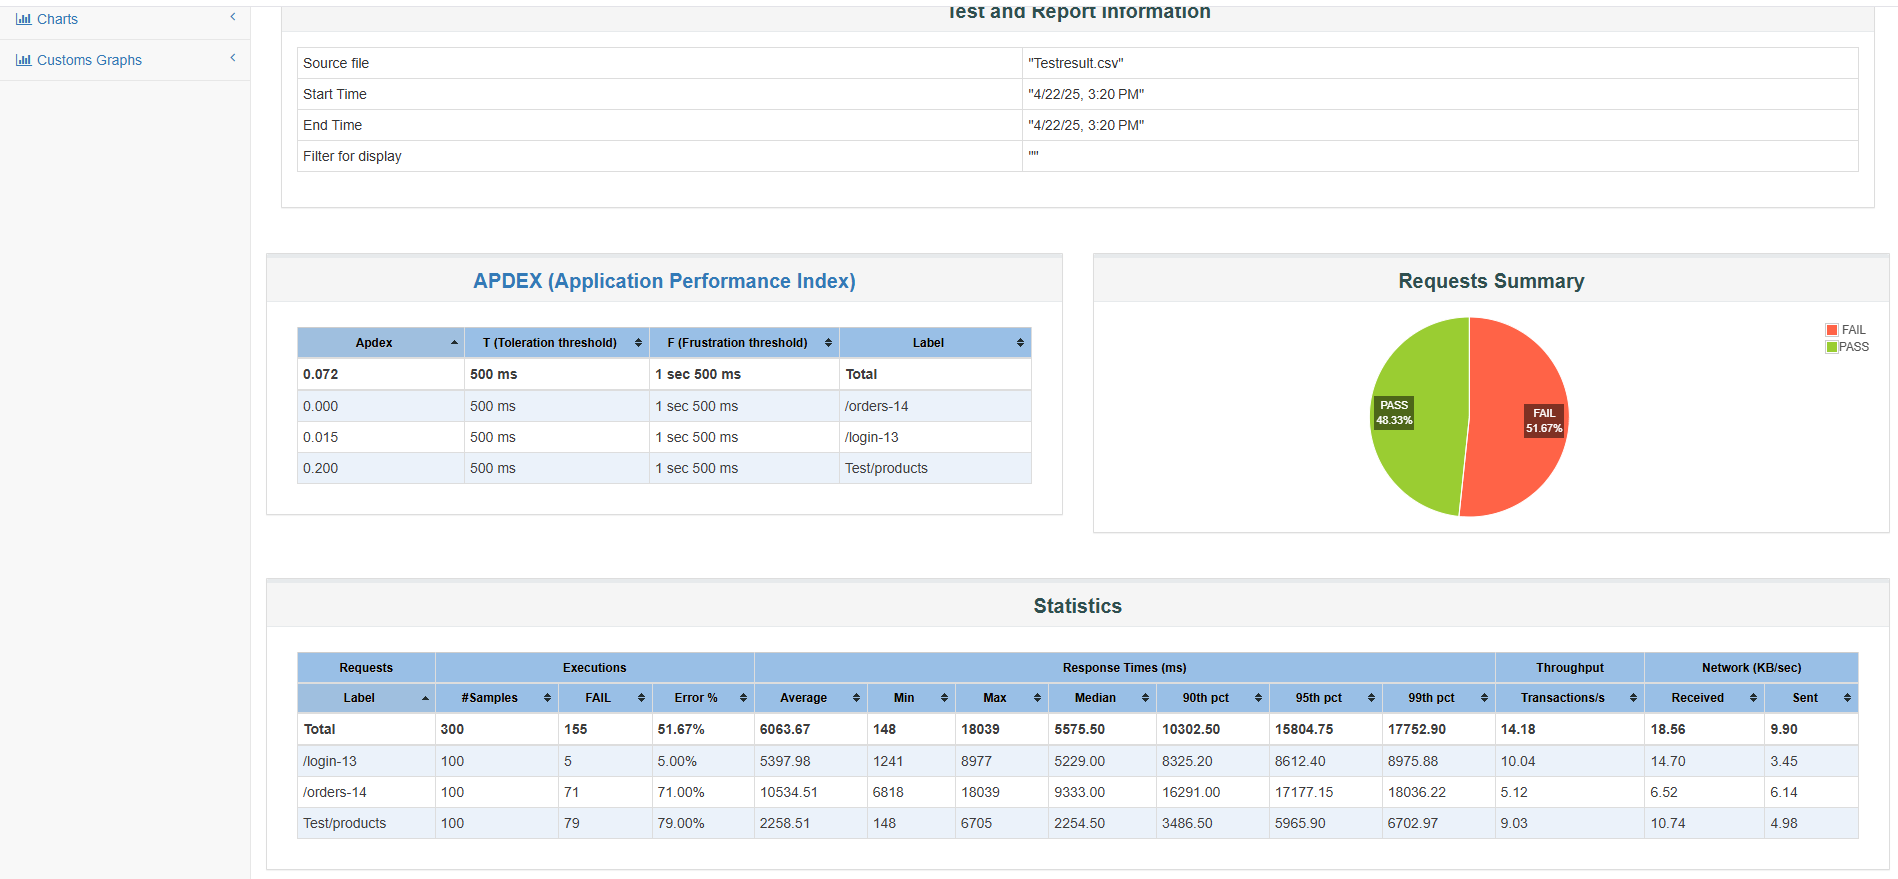 Charts
Customs Graphs
Test and Report information
Source file "Testresult.csv"
Start Time "4/22/25, 3:20 PM"
End Time "4/22/25, 3:20 PM"
Filter for display ""
APDEX (Application Performance Index)
Apdex T (Toleration threshold) F (Frustration threshold) Label
0.072 500 ms 1 sec 500 ms Total
0.000 500 ms 1 sec 500 ms /orders-14
0.015 500 ms 1 sec 500 ms /login-13
0.200 500 ms 1 sec 500 ms Test/products
Requests Summary
FAIL
PASS
PASS
48.33%
FAIL
51.67%
Statistics
Requests Executions Response Times (ms) Throughput Network (KB/sec)
Label #Samples FAIL Error % Average Min Max Median 90th pct 95th pct 99th pct Transactions/s Received Sent
Total 300 155 51.67% 6063.67 148 18039 5575.50 10302.50 15804.75 17752.90 14.18 18.56 9.90
/login-13 100 5 5.00% 5397.98 1241 8977 5229.00 8325.20 8612.40 8975.88 10.04 14.70 3.45
/orders-14 100 71 71.00% 10534.51 6818 18039 9333.00 16291.00 17177.15 18036.22 5.12 6.52 6.14
Test/products 100 79 79.00% 2258.51 148 6705 2254.50 3486.50 5965.90 6702.97 9.03 10.74 4.98